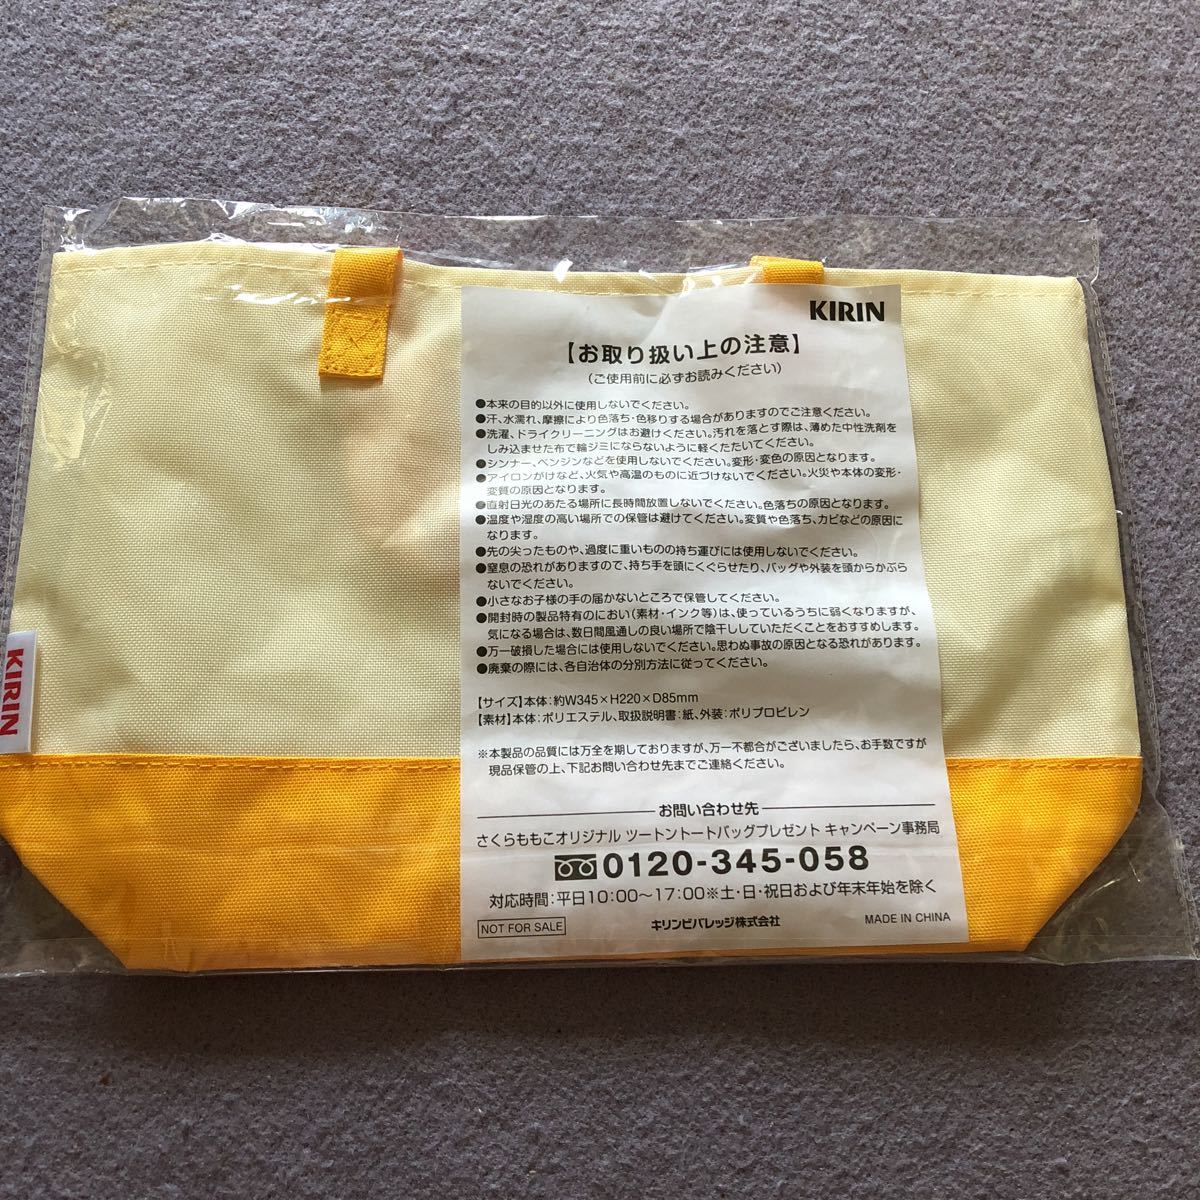 KIRIN
【お取り扱い上の注意】
(ご使用前に必ずお読みください)
●本来の目的以外に使用しないでください。
●汗、水濡れ、摩擦により色落ち・色移りする場合がありますのでご注意ください。
●洗濯、ドライクリーニングはお避けください。汚れを落とす際は、薄めた中性洗剤を
しみ込ませた布で輪ジミにならないように軽くたたいてください。
●シンナー、ベンジンなどを使用しないでください。変形・変色の原因となります。
●アイロンがけなど、火気や高温のものに近づけないでください。火災や本体の変形・
変質の原因となります。
●直射日光のあたる場所に長時間放置しないでください。色落ちの原因となります。
●温度や湿度の高い場所での保管は避けてください。変質や色落ち、カビなどの原因に
なります。
●先の尖ったものや、過度に重いものの持ち運びには使用しないでください。
●窒息の恐れがありますので、持ち手を頭にくぐらせたり、バッグや外装を頭からかぶら
ないでください。
●小さなお子様の手の届かないところで保管してください。
●開封時の製品特有のにおい(素材・インク等)は、使っているうちに弱くなりますが、
気になる場合は、数日間風通しの良い場所で陰干ししていただくことをおすすめします。
●万一破損した場合には使用しないでください。思わぬ事故の原因となる恐れがあります。
●廃棄の際には、各自治体の分別方法に従ってください。
【サイズ】本体:約W345×H220×D85mm
【素材】本体:ポリエステル、取扱説明書:紙、外装:ポリプロピレン
※本製品の品質には万全を期しておりますが、万一不都合がございましたら、お手数ですが
現品保管の上、下記お問い合わせ先までご連絡ください。
お問い合わせ先
さくらももこオリジナル ツートントートバッグプレゼント キャンペーン事務局
0120-345-058
対応時間:平日10:00〜17:00※土・日・祝日および年末年始を除く
NOT FOR SALE キリンビバレッジ株式会社 MADE IN CHINA
KIRIN